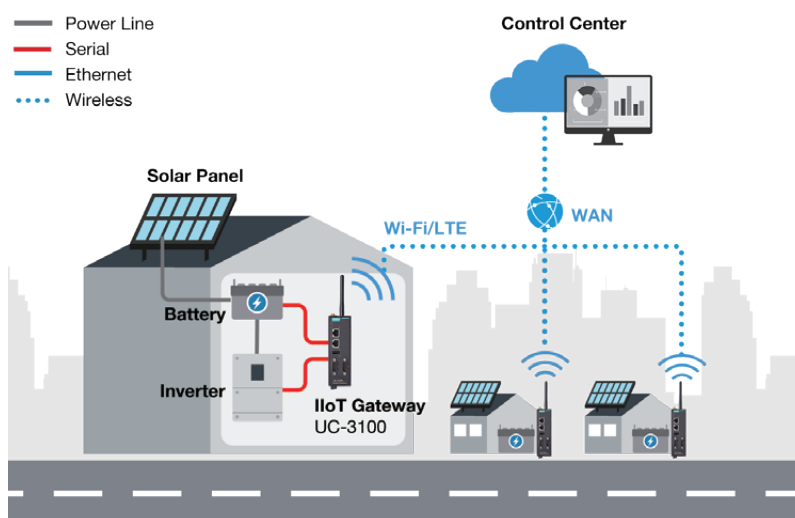 Power Line
Serial
Ethernet
Wireless
Control Center
Solar Panel
Wi-Fi/LTE
WAN
Battery
Inverter
IIoT Gateway
UC-3100